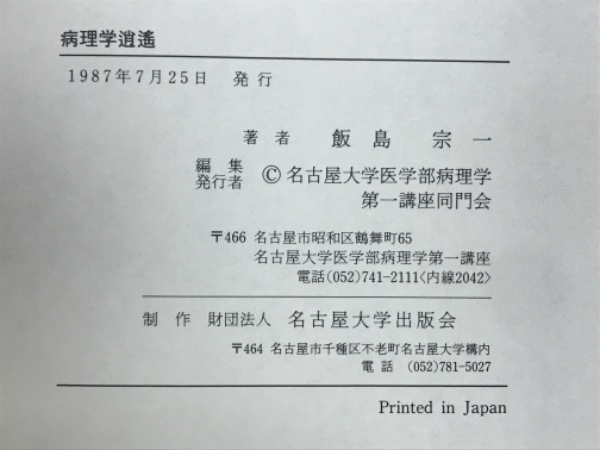 病理学逍遙
1987年7月25日 発行
著者 飯島 宗一
編集
発行者 ©名古屋大学医学部病理学
第一講座同門会
〒466 名古屋市昭和区鶴舞町65
名古屋大学医学部病理学第一講座
電話(052)741-2111〈内線2042〉
制作 財団法人 名古屋大学出版会
〒464 名古屋市千種区不老町名古屋大学構内
電話 (052)781-5027
Printed in Japan